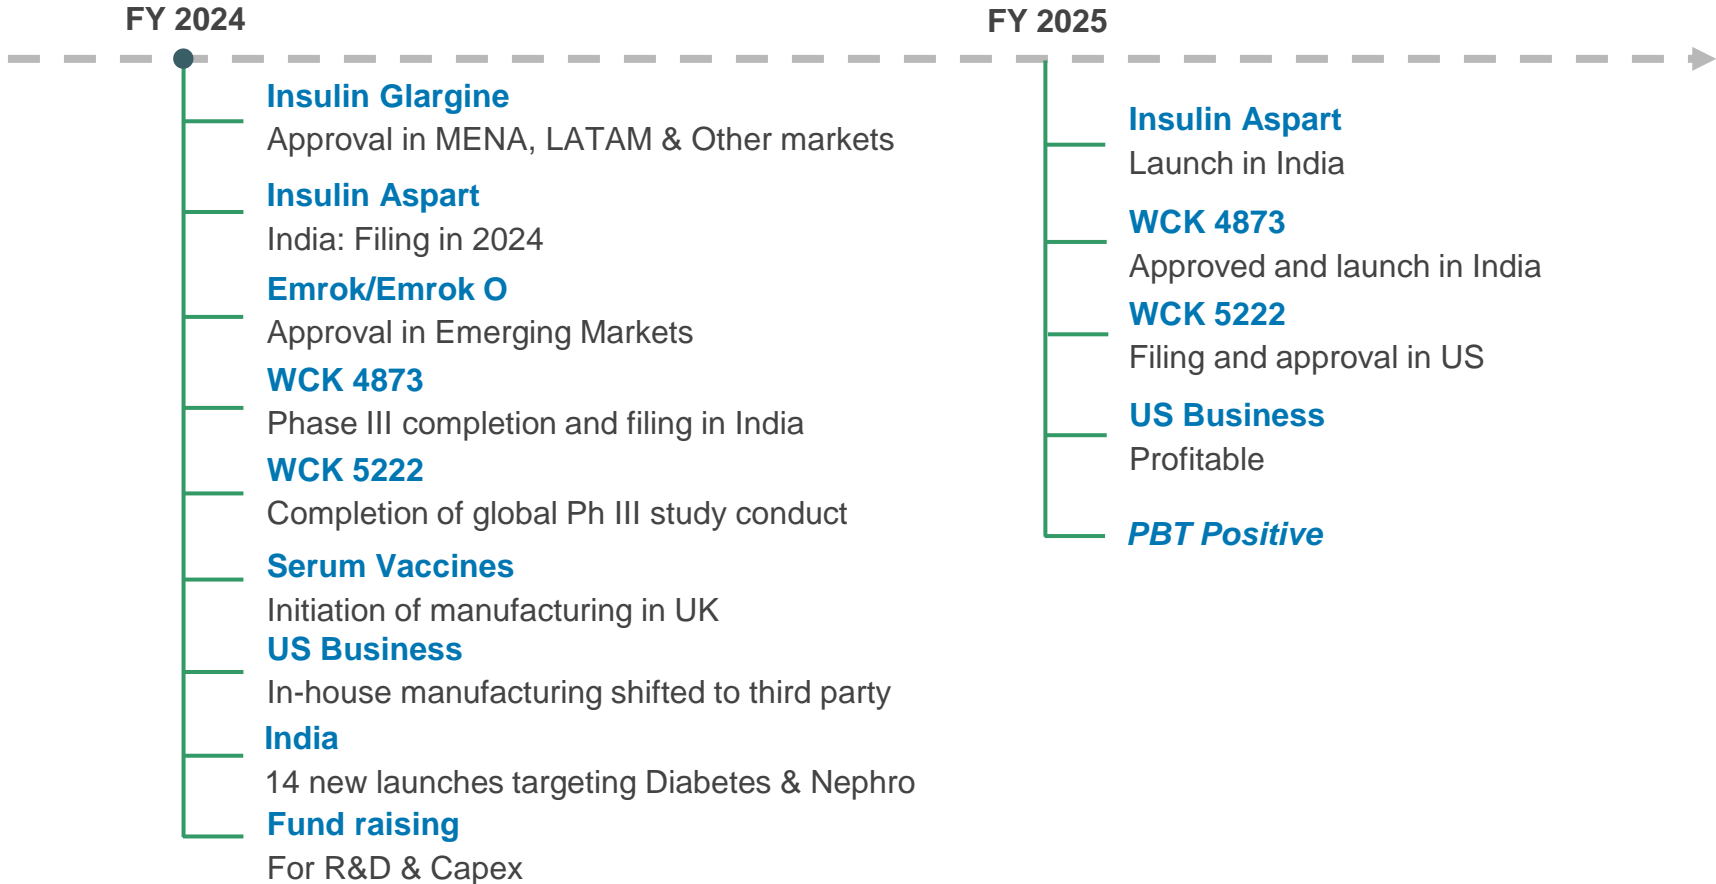 FY 2024
Insulin Glargine
Approval in MENA, LATAM & Other markets
Insulin Aspart
India: Filing in 2024
Emrok/Emrok O
Approval in Emerging Markets
WCK 4873
Phase III completion and filing in India
WCK 5222
Completion of global Ph III study conduct
Serum Vaccines
Initiation of manufacturing in UK
US Business
In-house manufacturing shifted to third party
India
14 new launches targeting Diabetes & Nephro
Fund raising
For R&D & Capex
FY 2025
Insulin Aspart
Launch in India
WCK 4873
Approved and launch in India
WCK 5222
Filing and approval in US
US Business
Profitable
PBT Positive